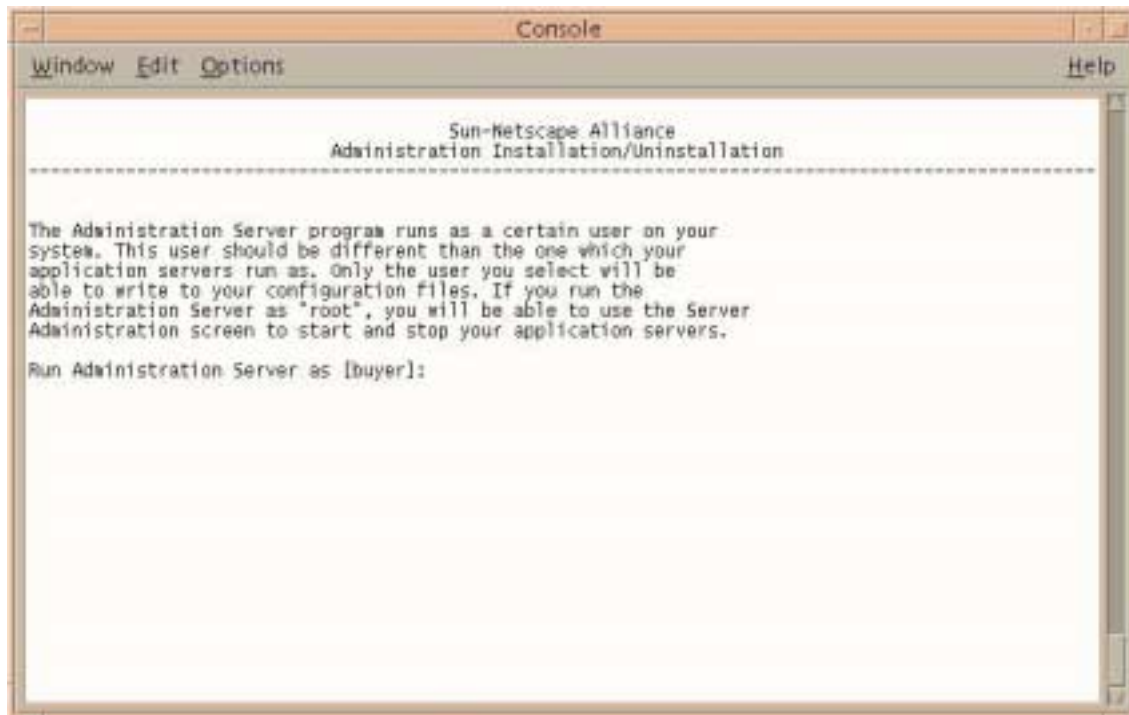 Console
Window Edit Options Help
Sun-Netscape Alliance
Administration Installation/Uninstallation
--------------------------------------------------------------------------------
The Administration Server program runs as a certain user on your
system. This user should be different than the one which your
application servers run as. Only the user you select will be
able to write to your configuration files. If you run the
Administration Server as "root", you will be able to use the Server
Administration screen to start and stop your application servers.
Run Administration Server as [buyer]: